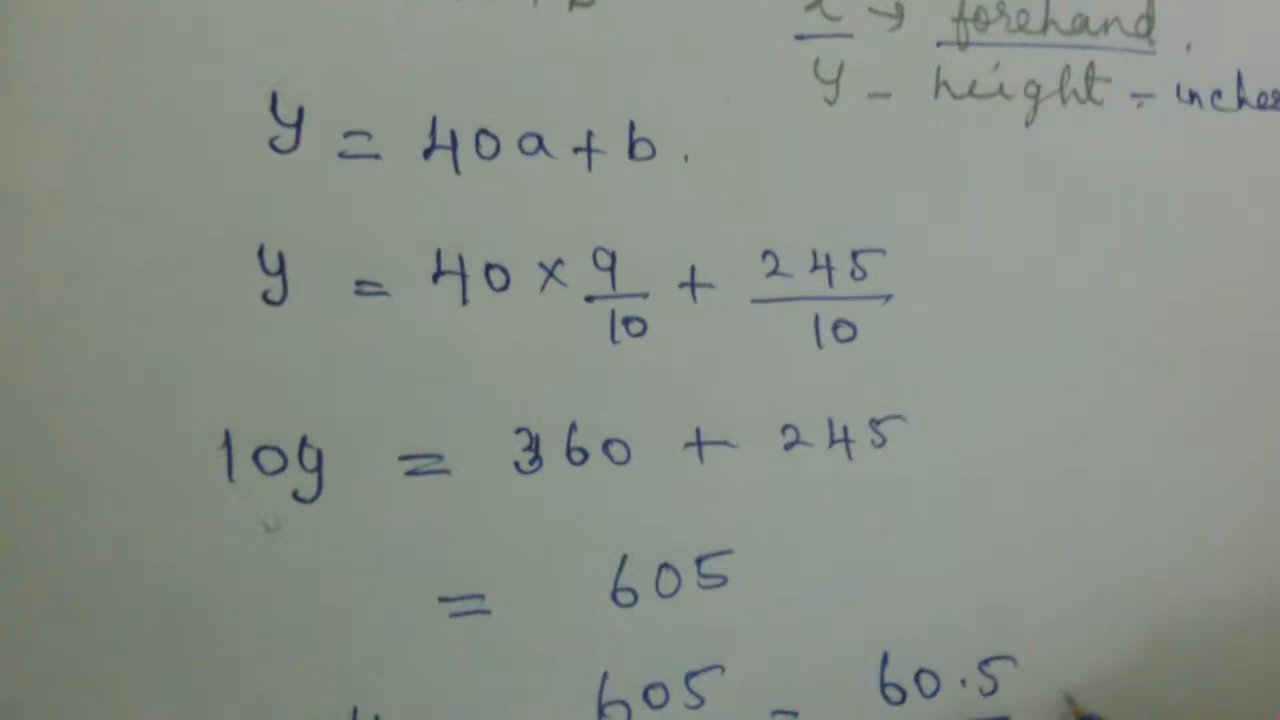 x → forehand.
y - height - inches
y = 40a + b.
y = 40 × 9/10 + 245/10
10y = 360 + 245
= 605
605 = 60.5